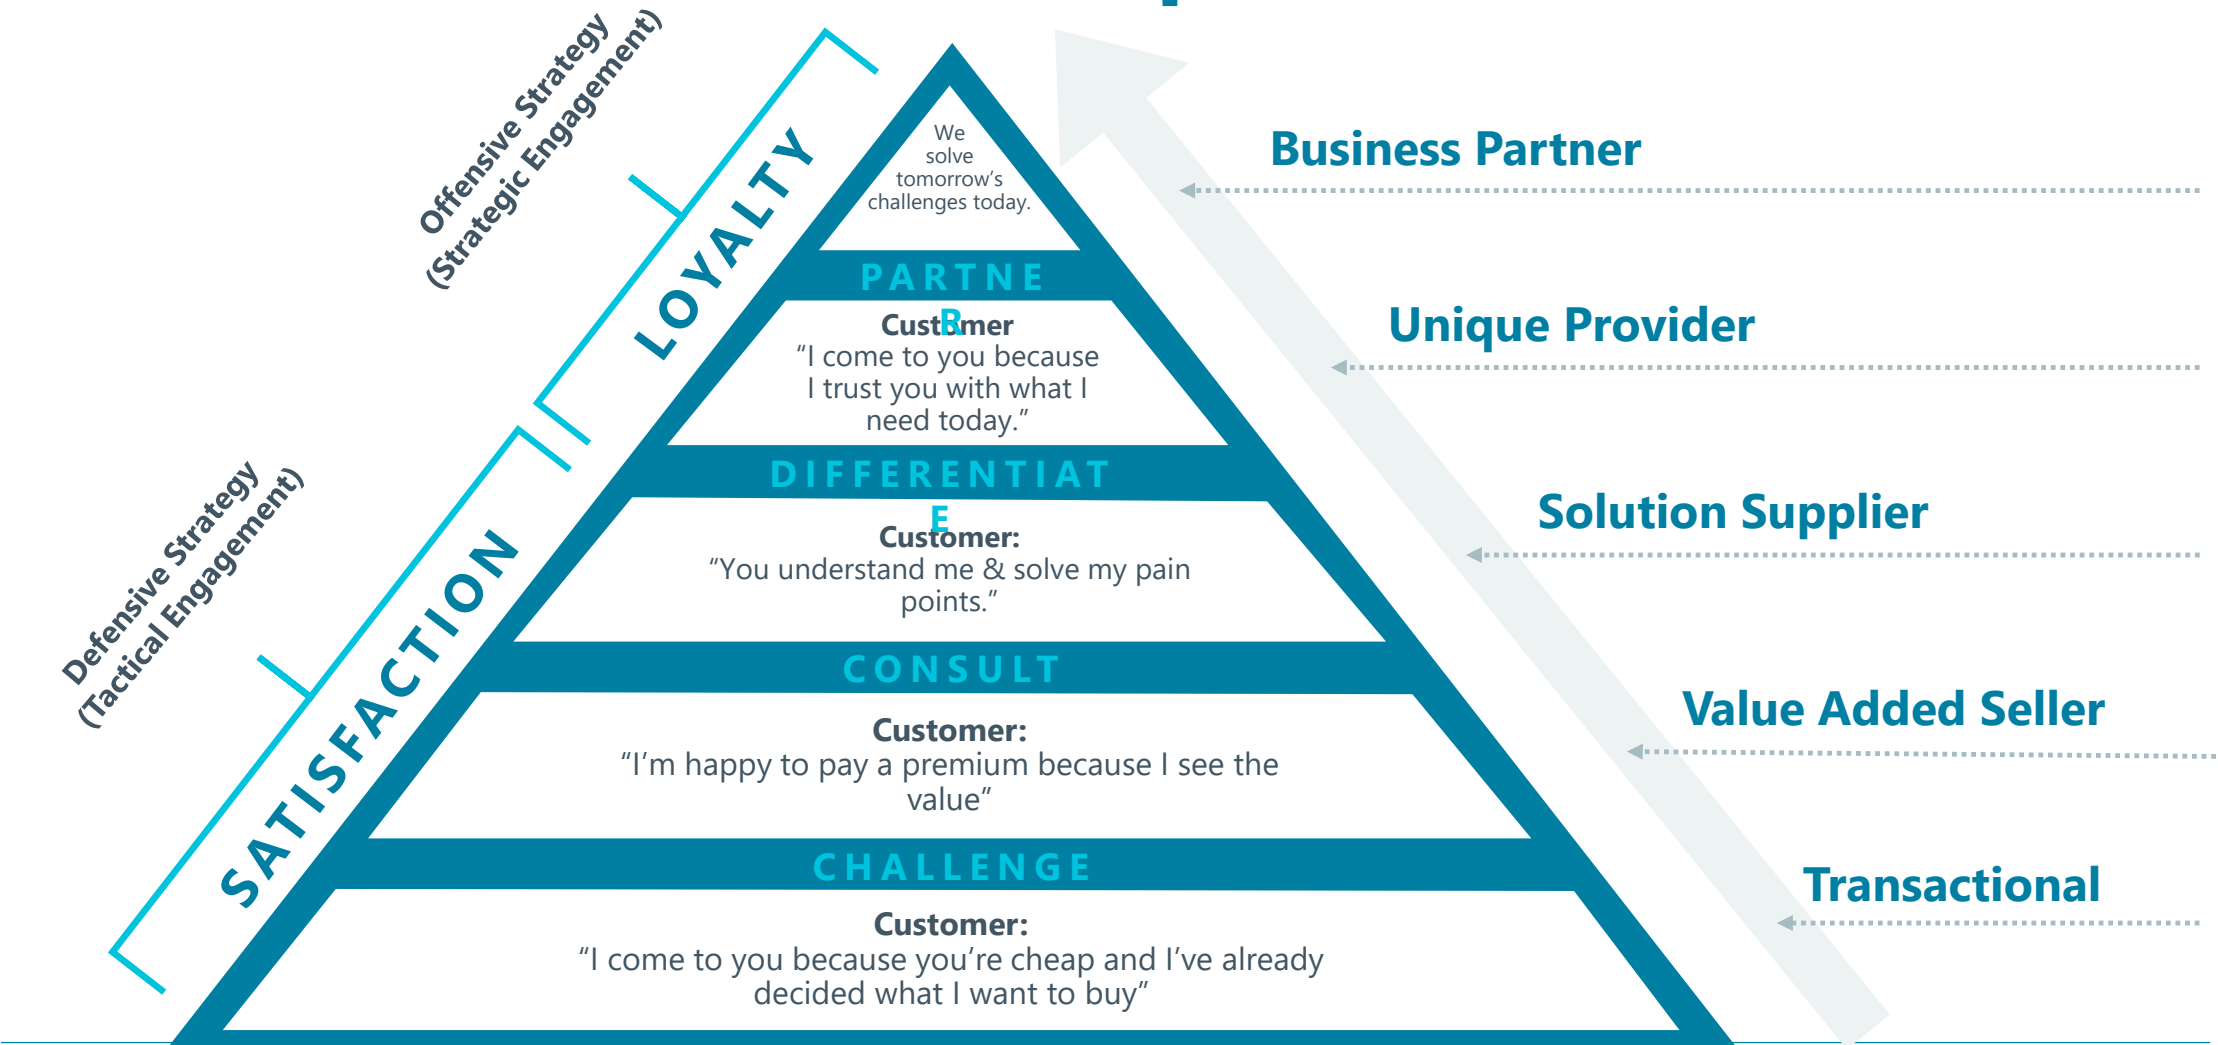 Offensive Strategy
(Strategic Engagement)
LOYALTY
Defensive Strategy
(Tactical Engagement)
SATISFACTION
We
solve
tomorrow's
challenges today.
PARTNE
R
Customer
“I come to you because
I trust you with what I
need today.”
DIFFERENTIAT
E
Customer:
“You understand me & solve my pain
points.”
CONSULT
Customer:
“I’m happy to pay a premium because I see the
value”
CHALLENGE
Customer:
“I come to you because you’re cheap and I’ve already
decided what I want to buy”
Business Partner
Unique Provider
Solution Supplier
Value Added Seller
Transactional